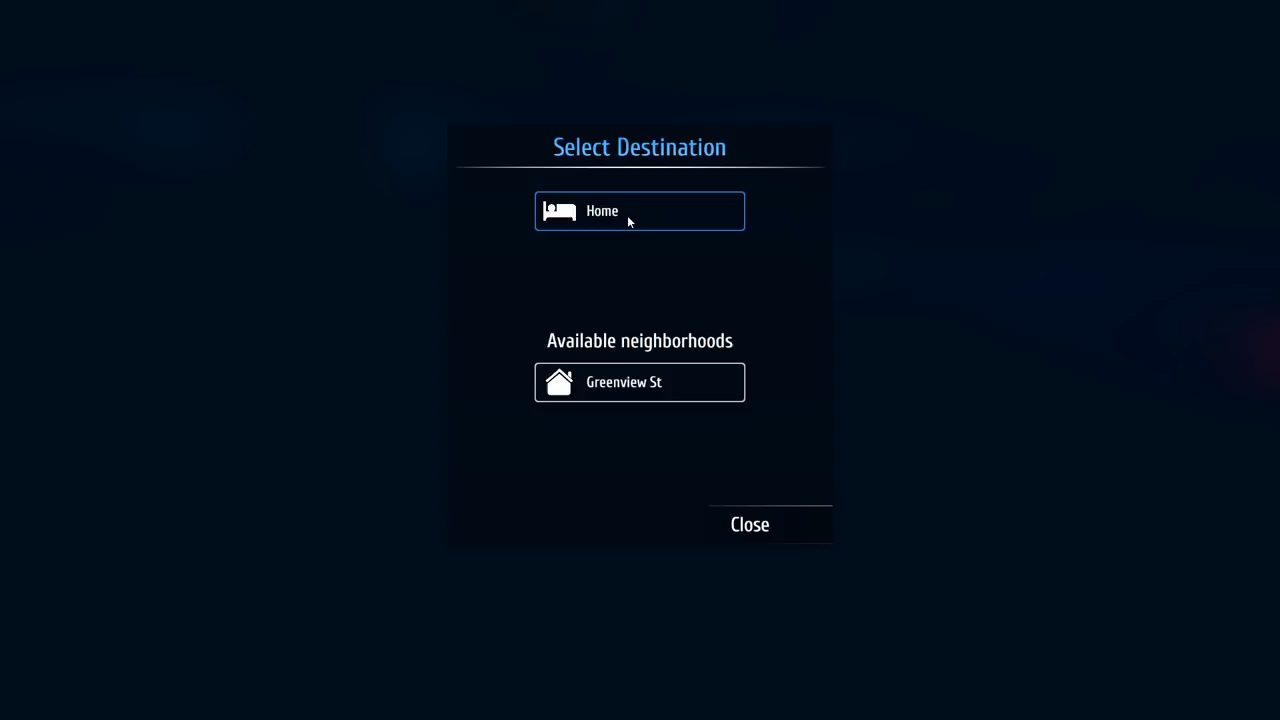 Select Destination
Home
Available neighborhoods
Greenview St
Close